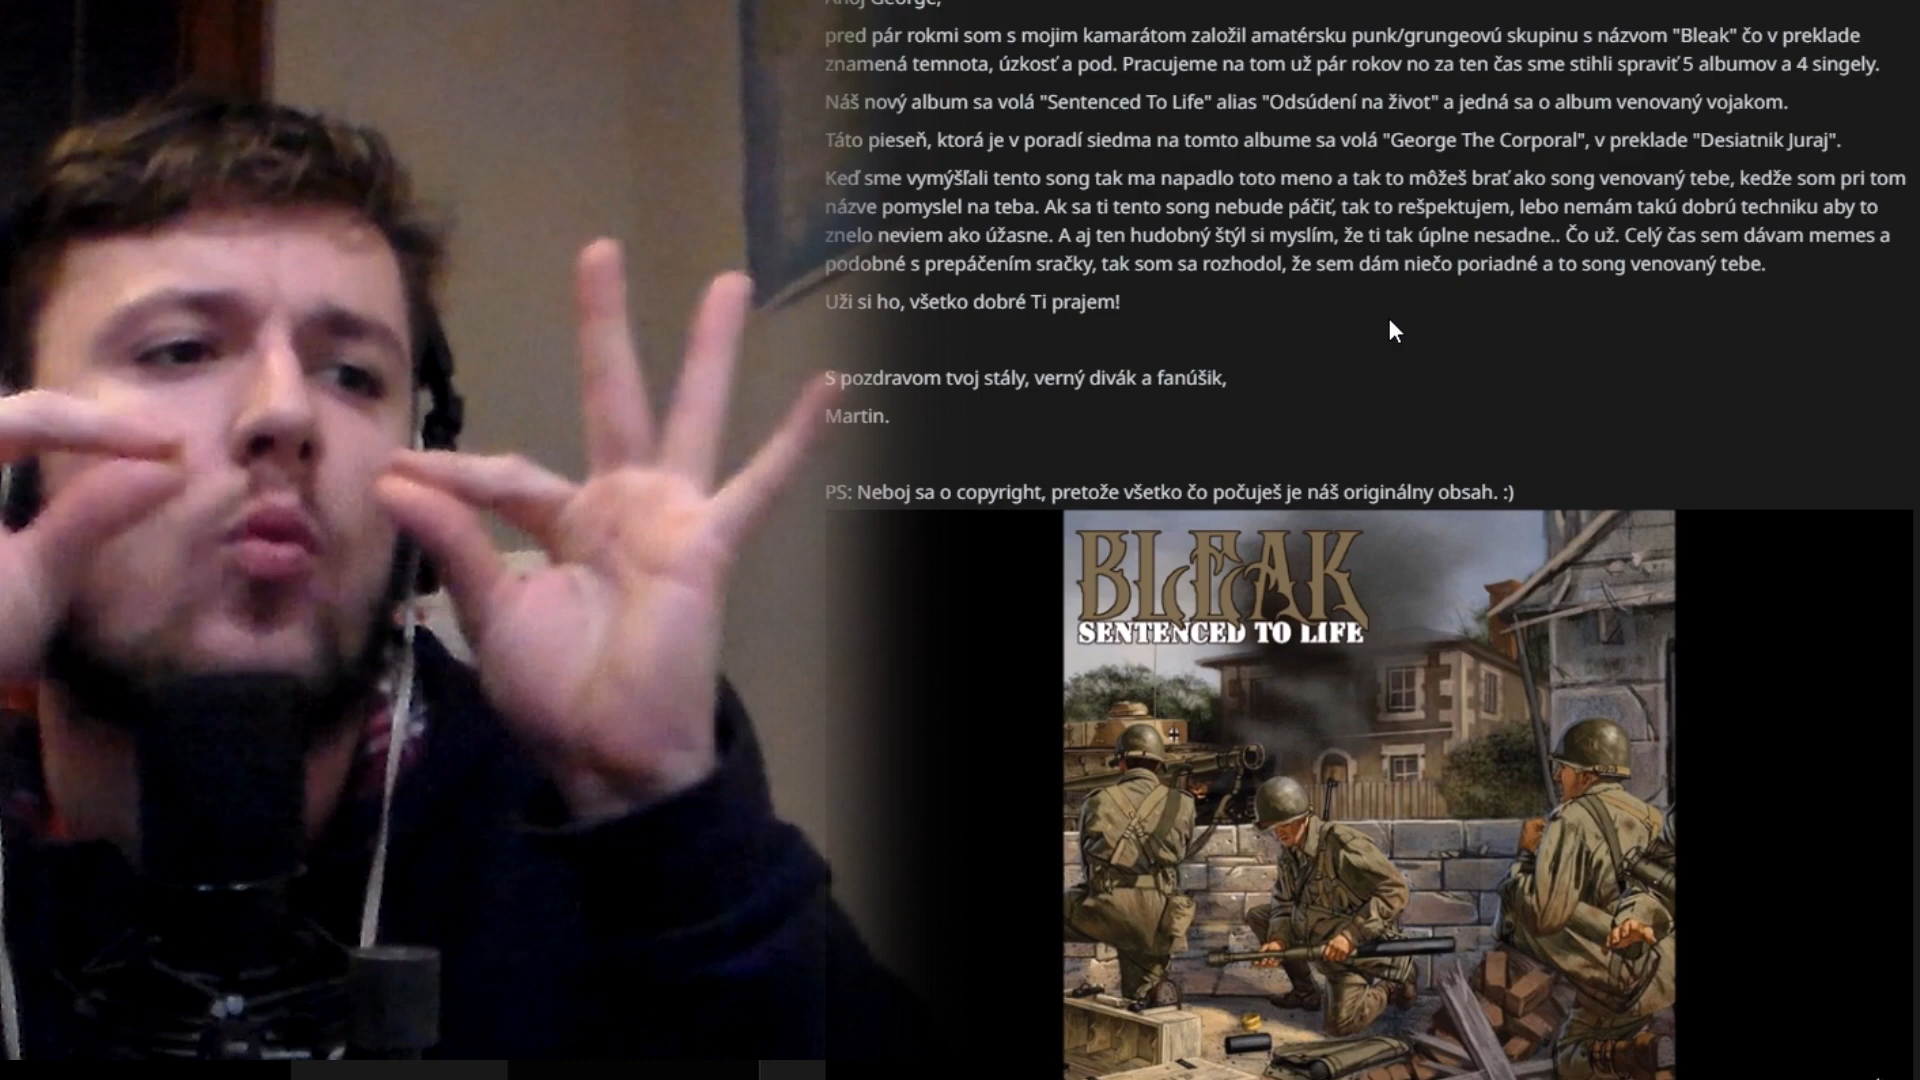 Ahoj George,
pred pár rokmi som s mojim kamarátom založil amatérsku punk/grungeovú skupinu s názvom "Bleak" čo v preklade
znamená temnota, úzkosť a pod. Pracujeme na tom už pár rokov no za ten čas sme stihli spraviť 5 albumov a 4 singely.
Náš nový album sa volá "Sentenced To Life" alias "Odsúdení na život" a jedná sa o album venovaný vojakom.
Táto pieseň, ktorá je v poradí siedma na tomto albume sa volá "George The Corporal", v preklade "Desiatnik Juraj".
Keď sme vymýšľali tento song tak ma napadlo toto meno a tak to môžeš brať ako song venovaný tebe, kedže som pri tom
názve pomyslel na teba. Ak sa ti tento song nebude páčiť, tak to rešpektujem, lebo nemám takú dobrú techniku aby to
znelo neviem ako úžasne. A aj ten hudobný štýl si myslím, že ti tak úplne nesadne.. Čo už. Celý čas sem dávam memes a
podobné s prepáčením sračky, tak som sa rozhodol, že sem dám niečo poriadné a to song venovaný tebe.
Uži si ho, všetko dobré Ti prajem!
S pozdravom tvoj stály, verný divák a fanúšik,
Martin.
PS: Neboj sa o copyright, pretože všetko čo počuješ je náš originálny obsah. :)
BLEAK
SENTENCED TO LIFE